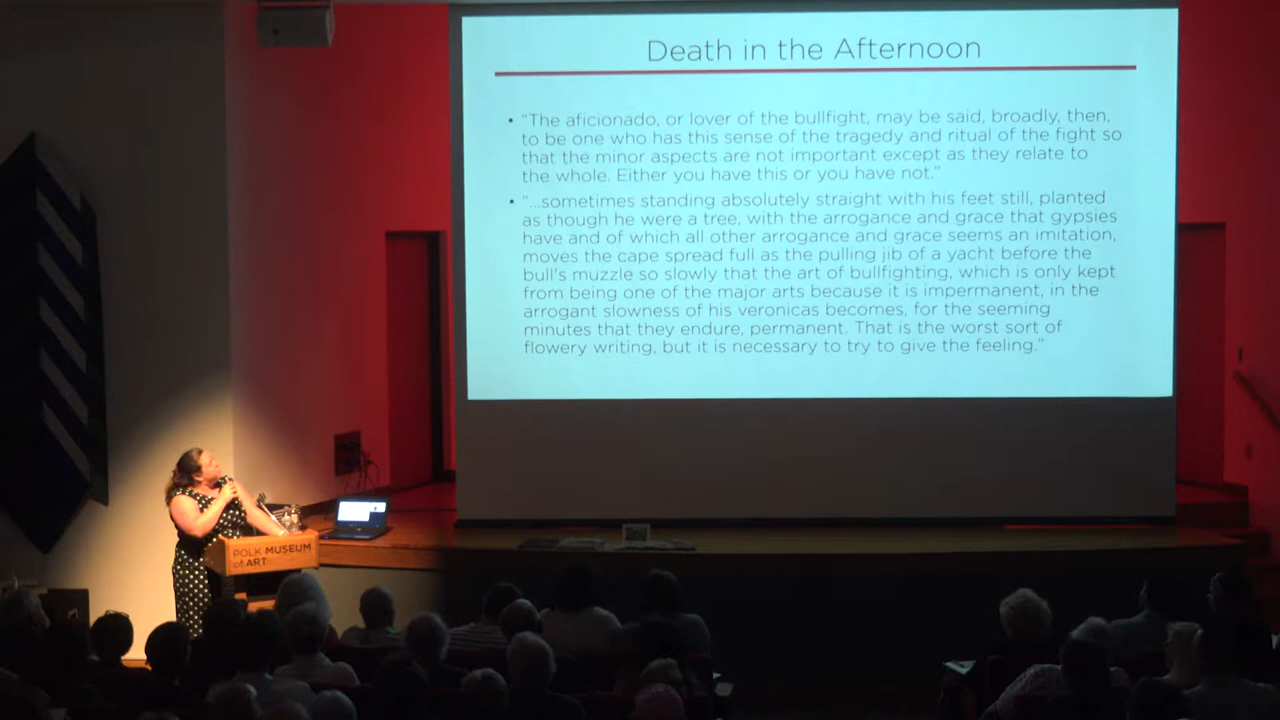 Death in the Afternoon
• “The aficionado, or lover of the bullfight, may be said, broadly, then,
to be one who has this sense of the tragedy and ritual of the fight so
that the minor aspects are not important except as they relate to
the whole. Either you have this or you have not.”
• “...sometimes standing absolutely straight with his feet still, planted
as though he were a tree, with the arrogance and grace that gypsies
have and of which all other arrogance and grace seems an imitation,
moves the cape spread full as the pulling jib of a yacht before the
bull's muzzle so slowly that the art of bullfighting, which is only kept
from being one of the major arts because it is impermanent, in the
arrogant slowness of his veronicas becomes, for the seeming
minutes that they endure, permanent. That is the worst sort of
flowery writing, but it is necessary to try to give the feeling.”
POLK MUSEUM
of ART